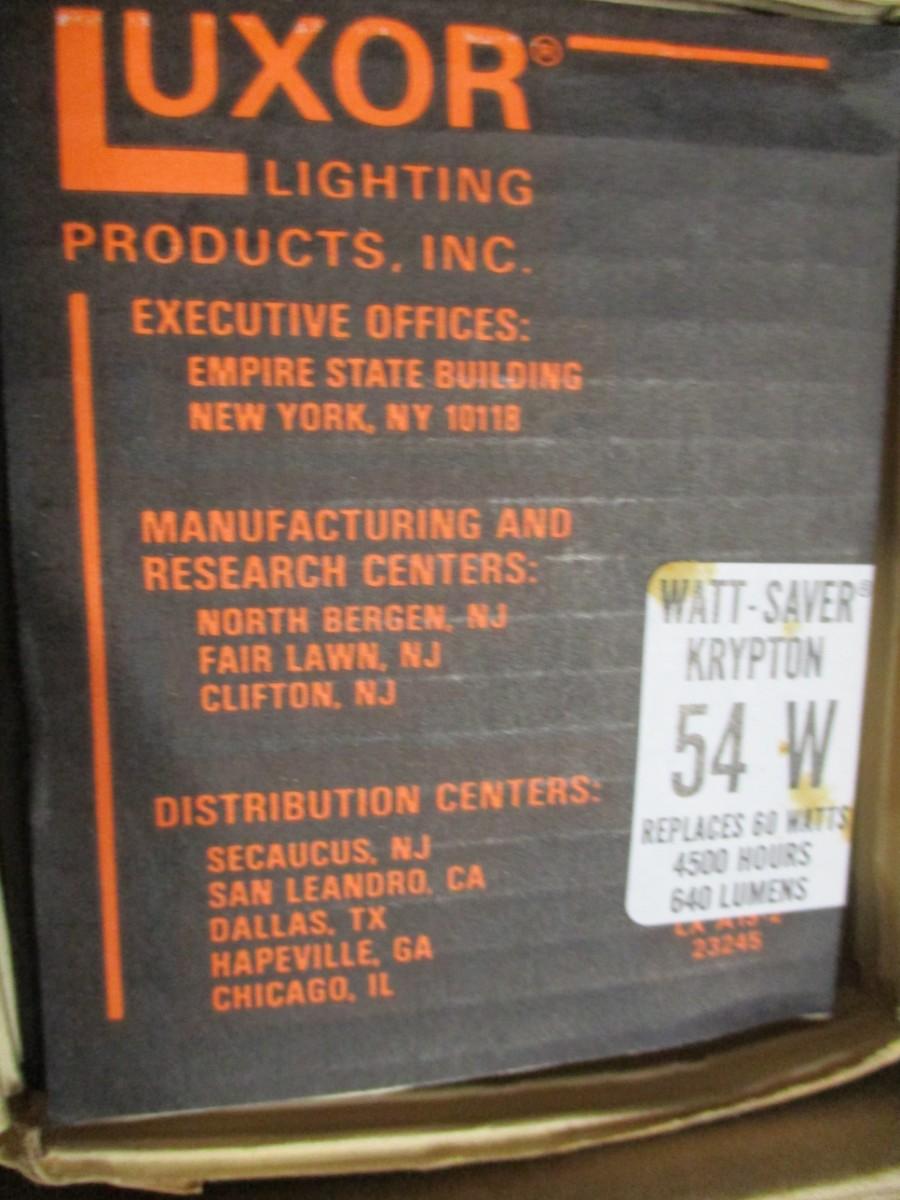 LUXOR®
LIGHTING
PRODUCTS, INC.
EXECUTIVE OFFICES:
EMPIRE STATE BUILDING
NEW YORK, NY 10118
MANUFACTURING AND
RESEARCH CENTERS:
NORTH BERGEN, NJ
FAIR LAWN, NJ
CLIFTON, NJ
DISTRIBUTION CENTERS:
SECAUCUS, NJ
SAN LEANDRO, CA
DALLAS, TX
HAPEVILLE, GA
CHICAGO, IL
WATT-SAVER®
KRYPTON
54 W
REPLACES 60 WATTS
4500 HOURS
640 LUMENS
23245